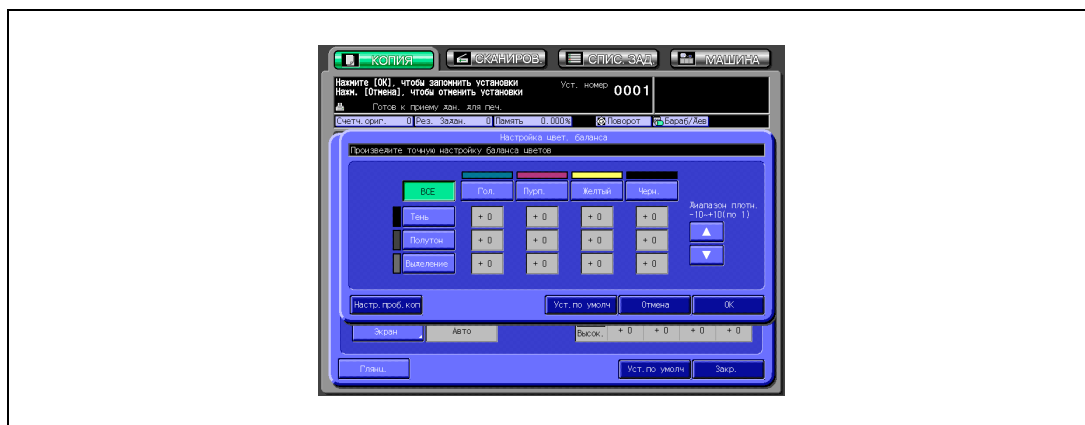 КОПИЯ СКАНИРОВ. СПИС. ЗАД. МАШИНА
Нажмите [OK], чтобы запомнить установки
Нажм. [Отмена], чтобы отменить установки
Уст. номер 0001
Готов к приему дан. для печ.
Счетч.ориг. 0 Рез. Задан. 0 Память 0.000% Поворот Бараб/Лев
Настройка цвет. баланса
Произведите точную настройку баланса цветов
ВСЕ Гол. Пурп. Желтый Черн.
Диапазон плотн.
-10~+10(по 1)
Тень + 0 + 0 + 0 + 0
Полутон + 0 + 0 + 0 + 0
Выделение + 0 + 0 + 0 + 0
Настр.проб.коп Уст.по умолч Отмена OK
Экран Авто Высок. + 0 + 0 + 0 + 0
Глянц. Уст.по умолч Закр.